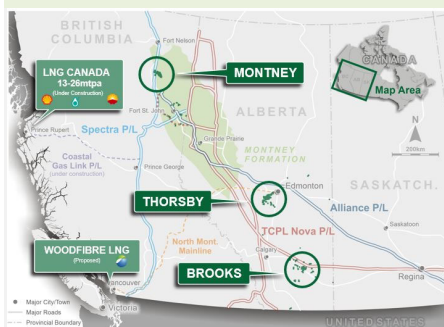 BRITISH
COLUMBIA
Fort Nelson
MONTNEY
LNG CANADA
13-26mtpa
(Under Construction)
CANADA
Map Area
N
200km
Fort St. John
ALBERTA
Prince Rupert
Spectra P/L
Grande Prairie
MONTNEY
FORMATION
Coastal
Gas Link P/L
(under construction)
Prince George
SASKATCH.
Edmonton
THORSBY
Alliance P/L
Saskatoon
TCPL Nova P/L
WOODFIBRE LNG
(Proposed)
North Mont.
Mainline
Calgary
BROOKS
Regina
Vancouver
Victoria
Major City/Town
Major Roads
Provincial Boundary
UNITED STATES